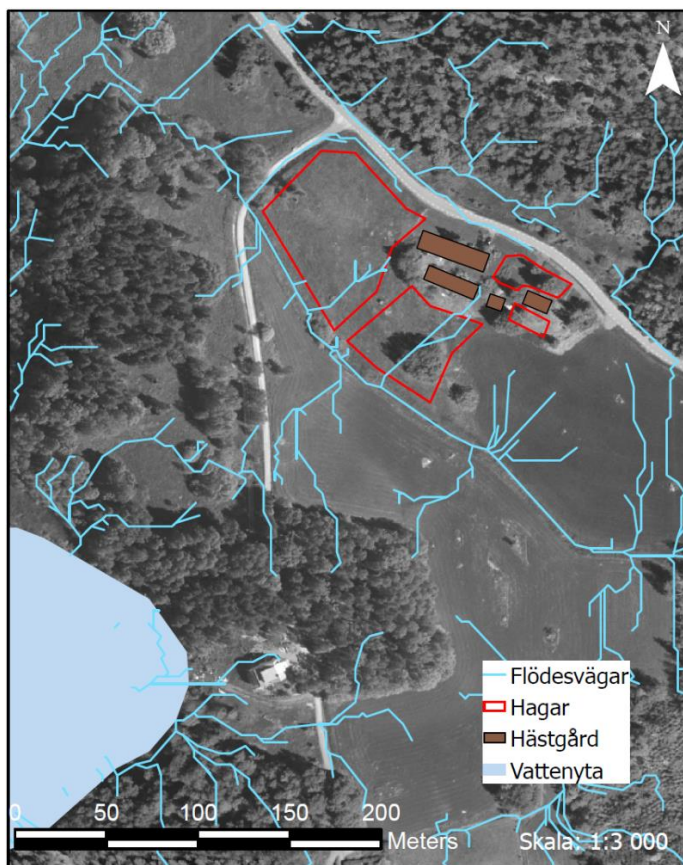 N
Flödesvägar
Hagar
Hästgård
Vattenyta
0 50 100 150 200
Meters
Skala: 1:3 000